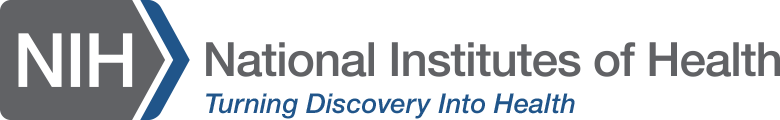 NIH
National Institutes of Health
Turning Discovery Into Health